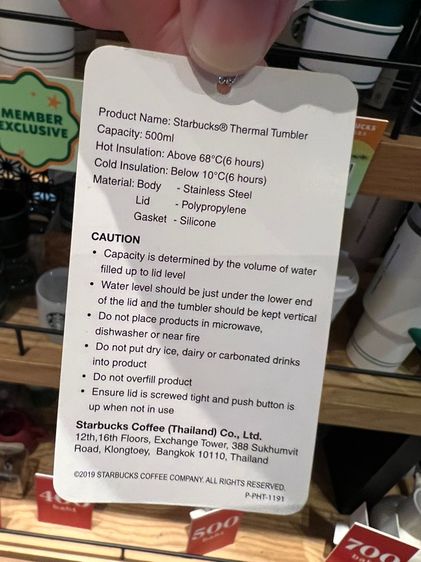 MEMBER
EXCLUSIVE
Product Name: Starbucks® Thermal Tumbler
Capacity: 500ml
Hot Insulation: Above 68°C(6 hours)
Cold Insulation: Below 10°C(6 hours)
Material: Body - Stainless Steel
Lid - Polypropylene
Gasket - Silicone
CAUTION
• Capacity is determined by the volume of water
filled up to lid level
• Water level should be just under the lower end
of the lid and the tumbler should be kept vertical
• Do not place products in microwave,
dishwasher or near fire
• Do not put dry ice, dairy or carbonated drinks
into product
• Do not overfill product
• Ensure lid is screwed tight and push button is
up when not in use
Starbucks Coffee (Thailand) Co., Ltd.
12th,16th Floors, Exchange Tower, 388 Sukhumvit
Road, Klongtoey, Bangkok 10110, Thailand
©2019 STARBUCKS COFFEE COMPANY. ALL RIGHTS RESERVED.
P-PHT-1191
baht
500
baht
700